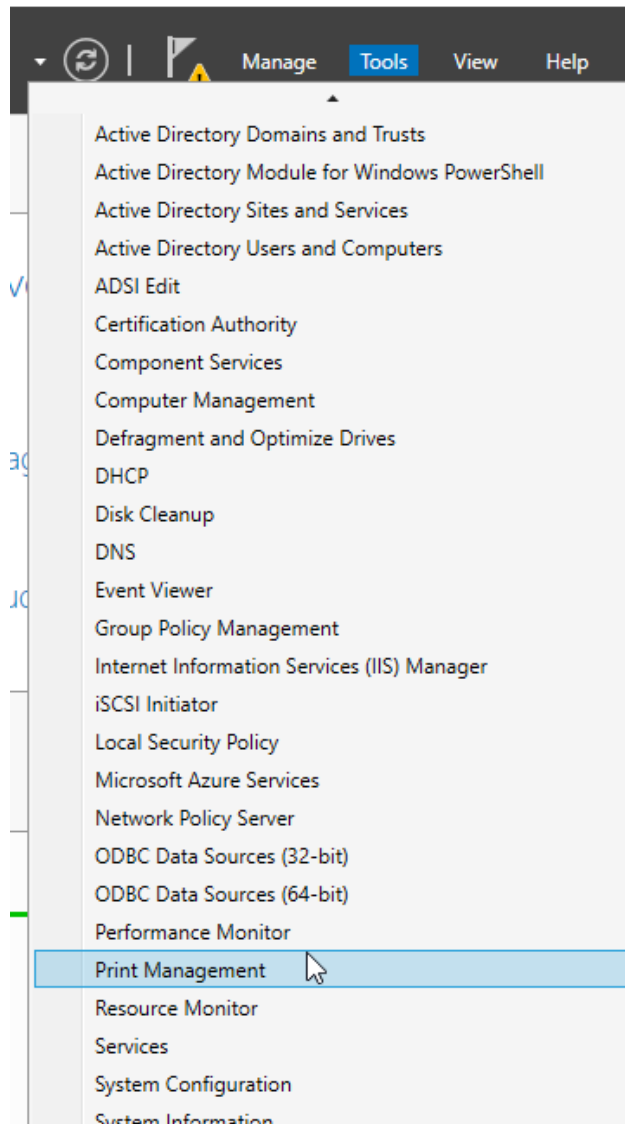 Manage Tools View Help
Active Directory Domains and Trusts
Active Directory Module for Windows PowerShell
Active Directory Sites and Services
Active Directory Users and Computers
ADSI Edit
Certification Authority
Component Services
Computer Management
Defragment and Optimize Drives
DHCP
Disk Cleanup
DNS
Event Viewer
Group Policy Management
Internet Information Services (IIS) Manager
iSCSI Initiator
Local Security Policy
Microsoft Azure Services
Network Policy Server
ODBC Data Sources (32-bit)
ODBC Data Sources (64-bit)
Performance Monitor
Print Management
Resource Monitor
Services
System Configuration
System Information